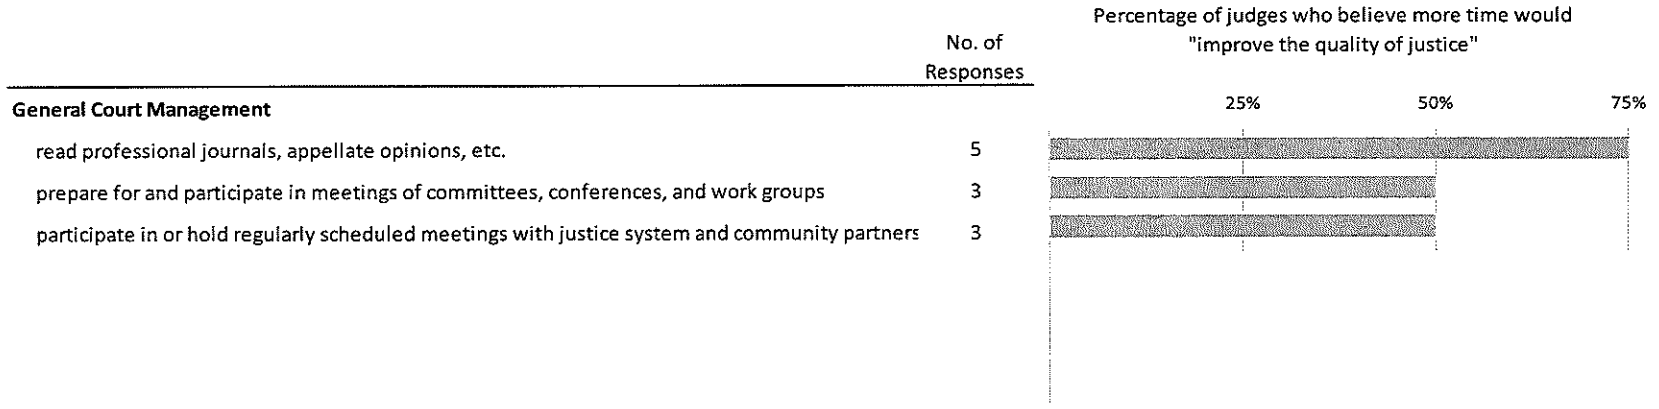 Percentage of judges who believe more time would
"improve the quality of justice"
No. of
Responses
General Court Management
25% 50% 75%
read professional journals, appellate opinions, etc. 5
prepare for and participate in meetings of committees, conferences, and work groups 3
participate in or hold regularly scheduled meetings with justice system and community partners 3